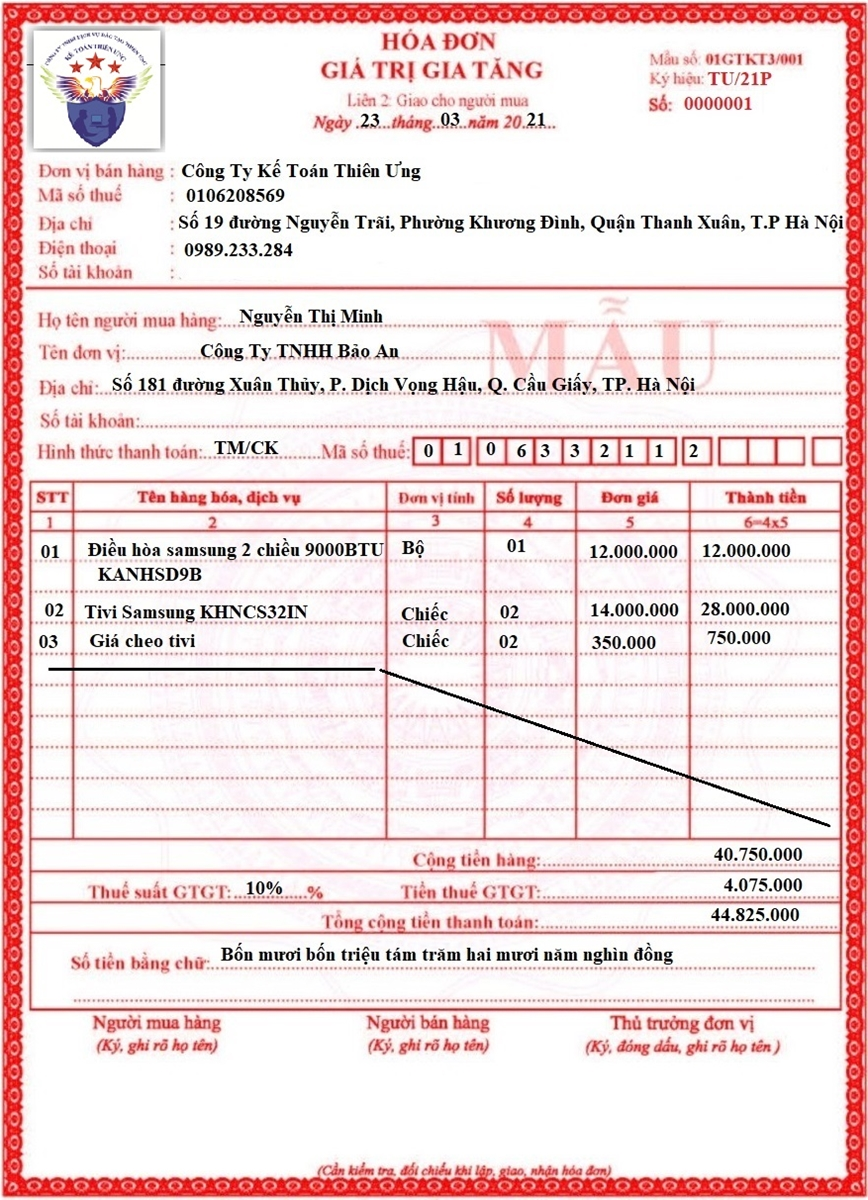 CÔNG TY TNHH DỊCH VỤ ĐÀO TẠO THIÊN ƯNG
KẾ TOÁN THIÊN ƯNG
HÓA ĐƠN
GIÁ TRỊ GIA TĂNG
Liên 2: Giao cho người mua
Ngày ..23...tháng...03..năm 20.21...
Mẫu số: 01GTKT3/001
Ký hiệu: TU/21P
Số: 0000001
Đơn vị bán hàng : Công Ty Kế Toán Thiên Ưng
Mã số thuế : 0106208569
Địa chỉ : Số 19 đường Nguyễn Trãi, Phường Khương Đình, Quận Thanh Xuân, T.P Hà Nội
Điện thoại : 0989.233.284
Số tài khoản :
MẪU
Họ tên người mua hàng: Nguyễn Thị Minh
Tên đơn vị: Công Ty TNHH Bảo An
Địa chỉ: Số 181 đường Xuân Thùy, P. Dịch Vọng Hậu, Q. Cầu Giấy, TP. Hà Nội
Số tài khoản:
Hình thức thanh toán: TM/CK Mã số thuế: 0 1 0 6 3 3 2 1 1 2
STT Tên hàng hóa, dịch vụ Đơn vị tính Số lượng Đơn giá Thành tiền
1 2 3 4 5 6=4x5
01 Điều hòa samsung 2 chiều 9000BTU Bộ 01 12.000.000 12.000.000
KANHSD9B
02 Tivi Samsung KHNCS32IN Chiếc 02 14.000.000 28.000.000
03 Giá cheo tivi Chiếc 02 350.000 750.000
Cộng tiền hàng: 40.750.000
Thuế suất GTGT: 10% % Tiền thuế GTGT: 4.075.000
Tổng cộng tiền thanh toán: 44.825.000
Số tiền bằng chữ: Bốn mươi bốn triệu tám trăm hai mươi năm nghìn đồng
Người mua hàng Người bán hàng Thủ trưởng đơn vị
(Ký, ghi rõ họ tên) (Ký, ghi rõ họ tên) (Ký, đóng dấu, ghi rõ họ tên )
(Cần kiểm tra, đối chiếu khi lập, giao, nhận hóa đơn)